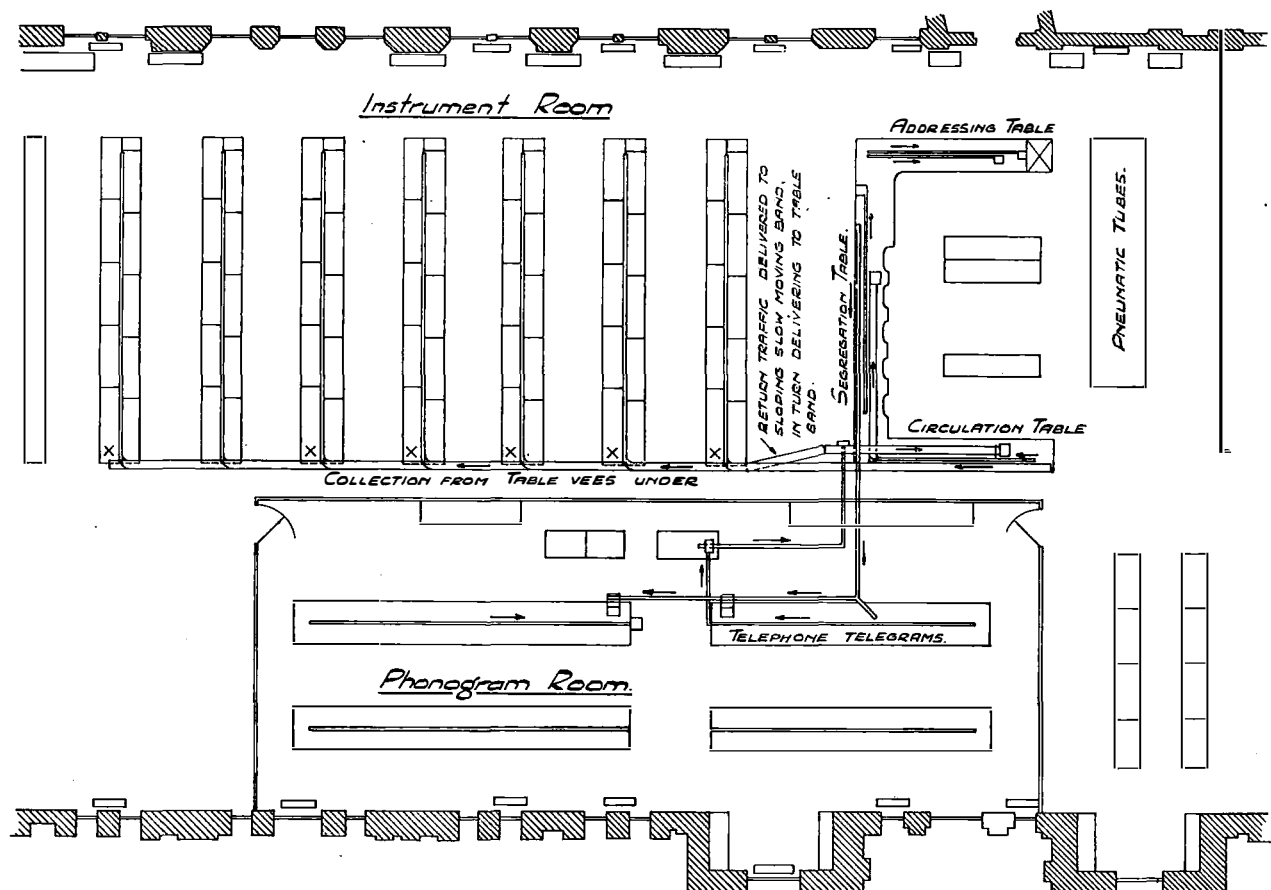 Instrument Room
ADDRESSING TABLE
RETURN TRAFFIC DELIVERED TO
SLOPING SLOW MOVING BAND,
IN TURN DELIVERING TO TABLE
BAND.
SEGREGATION TABLE.
PNEUMATIC TUBES.
CIRCULATION TABLE
COLLECTION FROM TABLE VEES UNDER
TELEPHONE TELEGRAMS.
Phonogram Room.